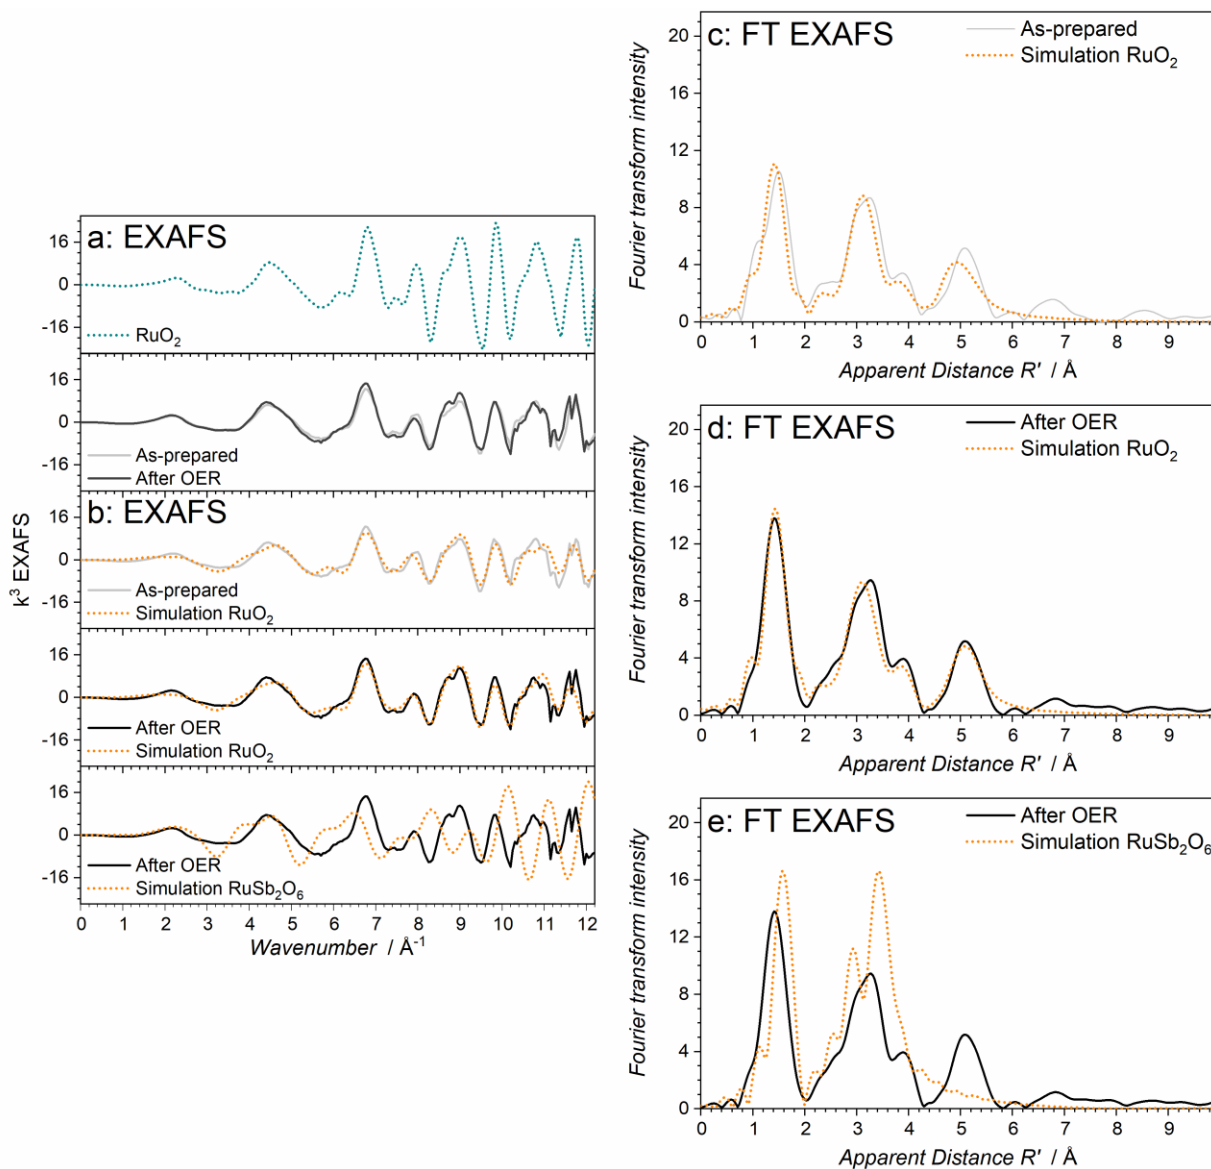 a: EXAFS
16
0
-16
RuO₂
16
0
-16
As-prepared
After OER
b: EXAFS
16
0
-16
As-prepared
Simulation RuO₂
16
0
-16
After OER
Simulation RuO₂
16
0
-16
After OER
Simulation RuSb₂O₆
k³ EXAFS
0 1 2 3 4 5 6 7 8 9 10 11 12
Wavenumber / Å⁻¹
c: FT EXAFS
As-prepared
Simulation RuO₂
20
16
12
8
4
0
Fourier transform intensity
0 1 2 3 4 5 6 7 8 9
Apparent Distance R' / Å
d: FT EXAFS
After OER
Simulation RuO₂
20
16
12
8
4
0
Fourier transform intensity
0 1 2 3 4 5 6 7 8 9
Apparent Distance R' / Å
e: FT EXAFS
After OER
Simulation RuSb₂O₆
20
16
12
8
4
0
Fourier transform intensity
0 1 2 3 4 5 6 7 8 9
Apparent Distance R' / Å